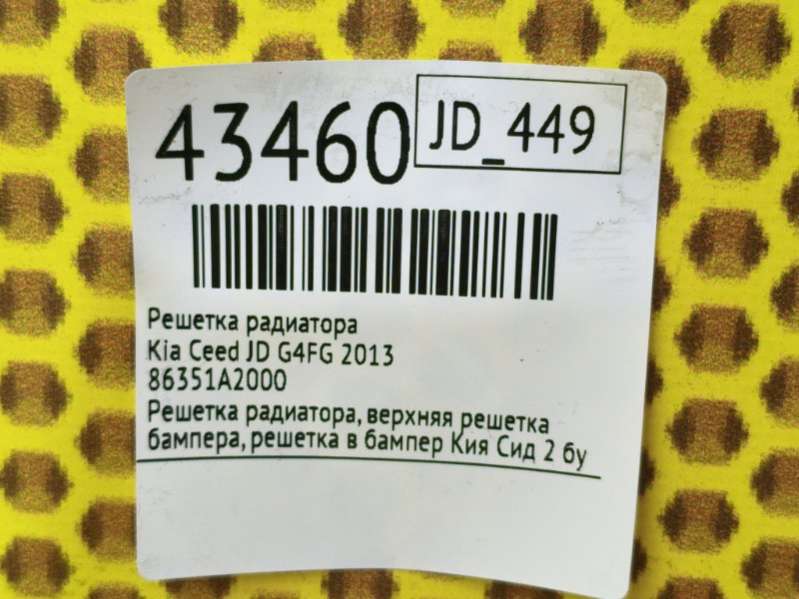 43460
JD_449
Решетка радиатора
Kia Ceed JD G4FG 2013
86351A2000
Решетка радиатора, верхняя решетка
бампера, решетка в бампер Кия Сид 2 бу